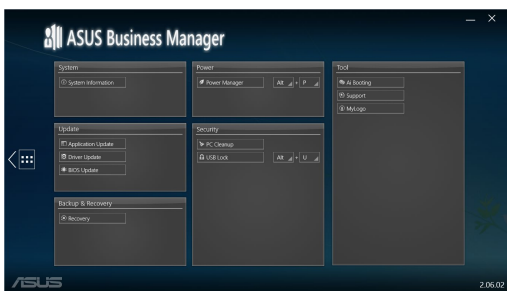 ASUS Business Manager
System
System Information
Power
Power Manager Alt + P
Tool
Ai Booting
Support
MyLogo
Update
Application Update
Driver Update
BIOS Update
Security
PC Cleanup
USB Lock Alt + U
Backup & Recovery
Recovery
ASUS
2.06.02